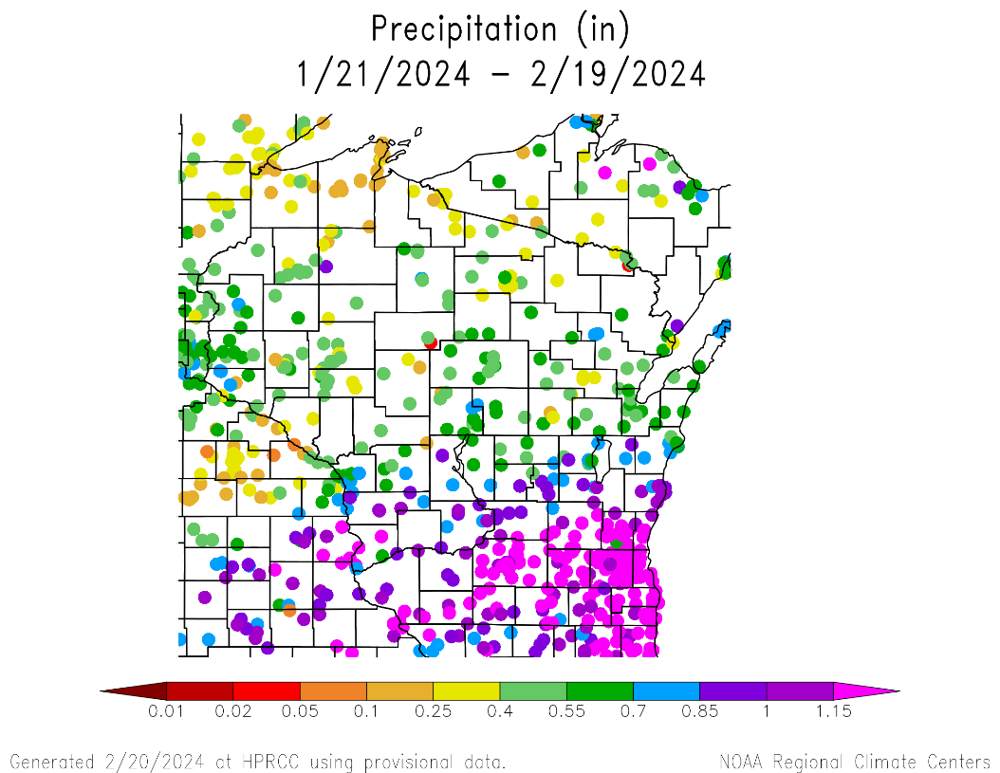 Precipitation (in)
1/21/2024 – 2/19/2024
0.01 0.02 0.05 0.1 0.25 0.4 0.55 0.7 0.85 1 1.15
Generated 2/20/2024 at HPRCC using provisional data. NOAA Regional Climate Centers